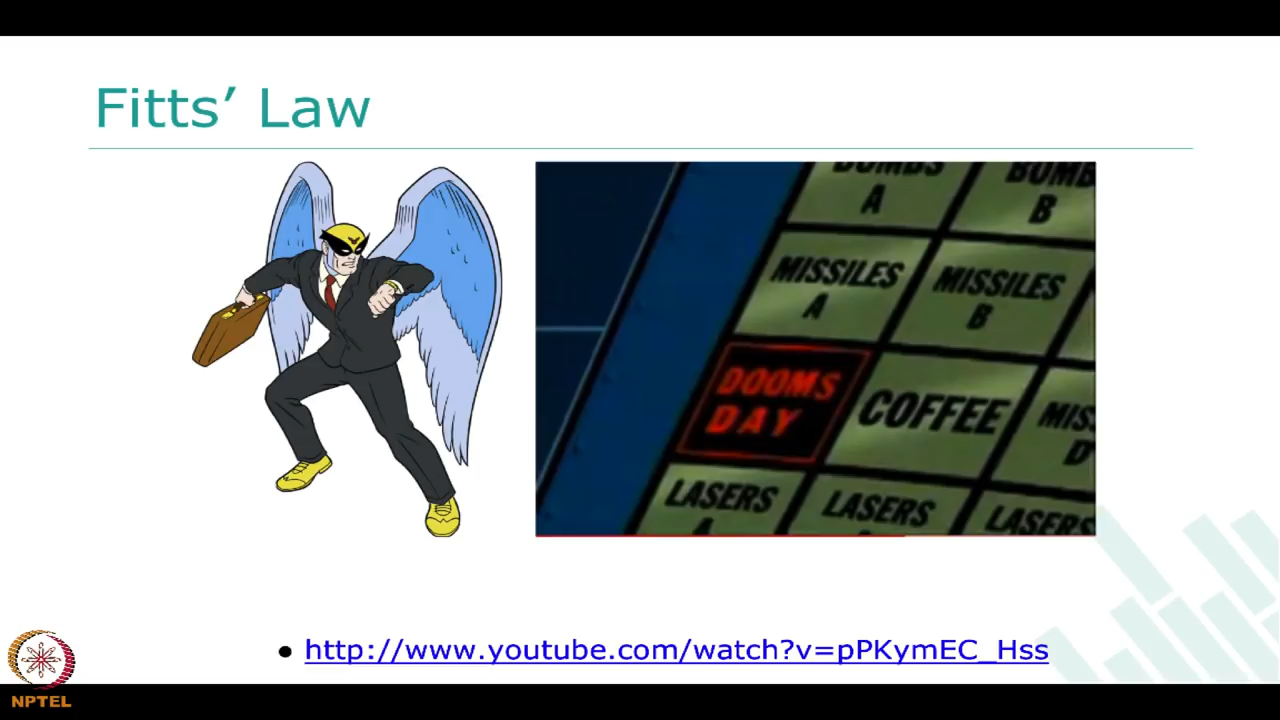 Fitts’ Law
BOMBS
A
BOMB
B
MISSILES
A
MISSILES
B
DOOMS
DAY
COFFEE
MIS
D
LASERS
LASERS
LASERS
● http://www.youtube.com/watch?v=pPKymEC_Hss
NPTEL